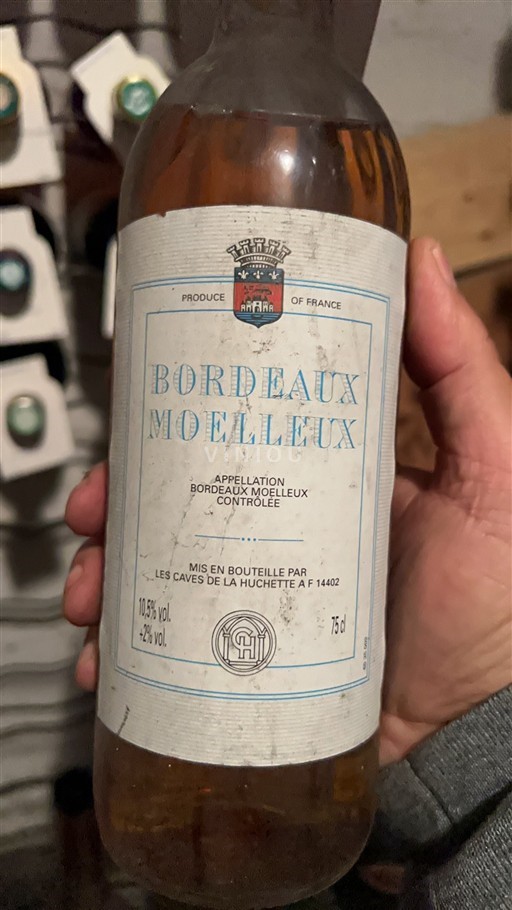 PRODUCE OF FRANCE
BORDEAUX
MOELLEUX
VINIOU
APPELLATION
BORDEAUX MOELLEUX
CONTRÔLÉE
MIS EN BOUTEILLE PAR
LES CAVES DE LA HUCHETTE A F 14402
10,5% vol.
+2% vol.
75 cl